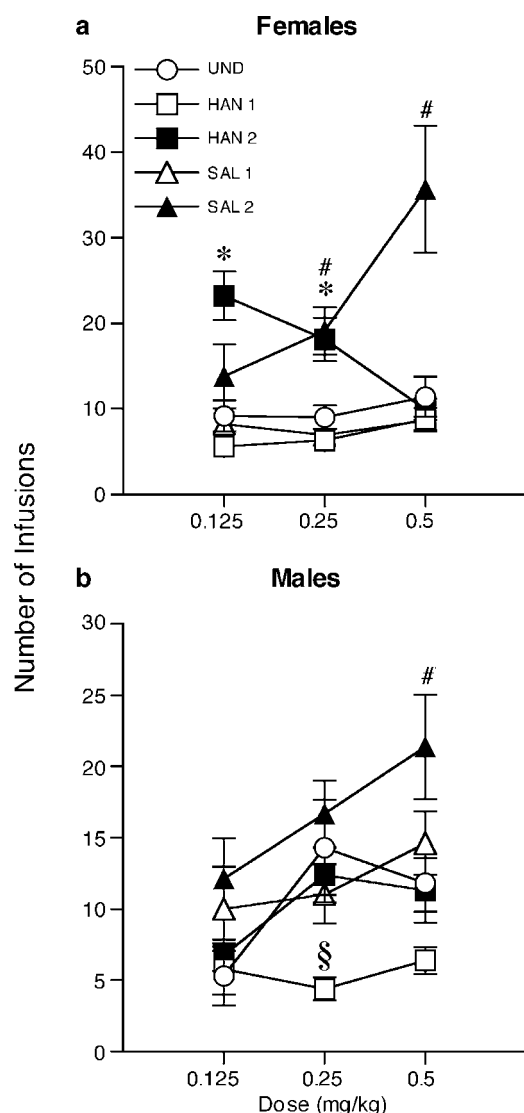 a Females
50
UND
HAN 1
HAN 2
SAL 1
SAL 2
#
40
30
*
#
*
20
10
0
0.125 0.25 0.5
Number of Infusions
b Males
30
#
25
20
15
10
§
5
0
0.125 0.25 0.5
Dose (mg/kg)